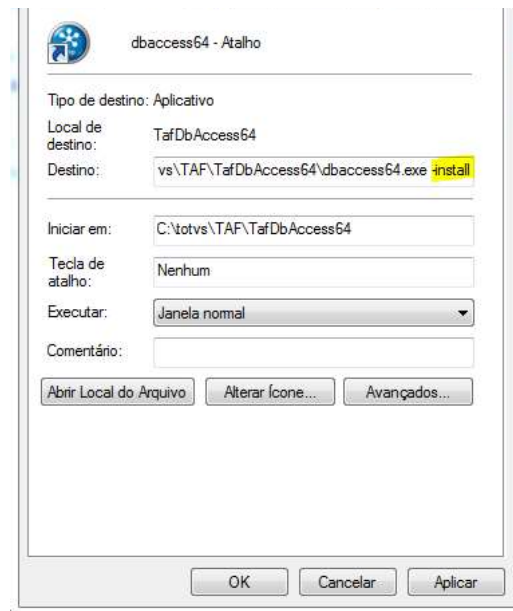 dbaccess64 - Atalho
Tipo de destino: Aplicativo
Local de
destino:
TafDbAccess64
Destino:
vs\TAF\TafDbAccess64\dbaccess64.exe -install
Iniciar em:
C:\totvs\TAF\TafDbAccess64
Tecla de
atalho:
Nenhum
Executar:
Janela normal
Comentário:
Abrir Local do Arquivo
Alterar Ícone...
Avançados...
OK
Cancelar
Aplicar